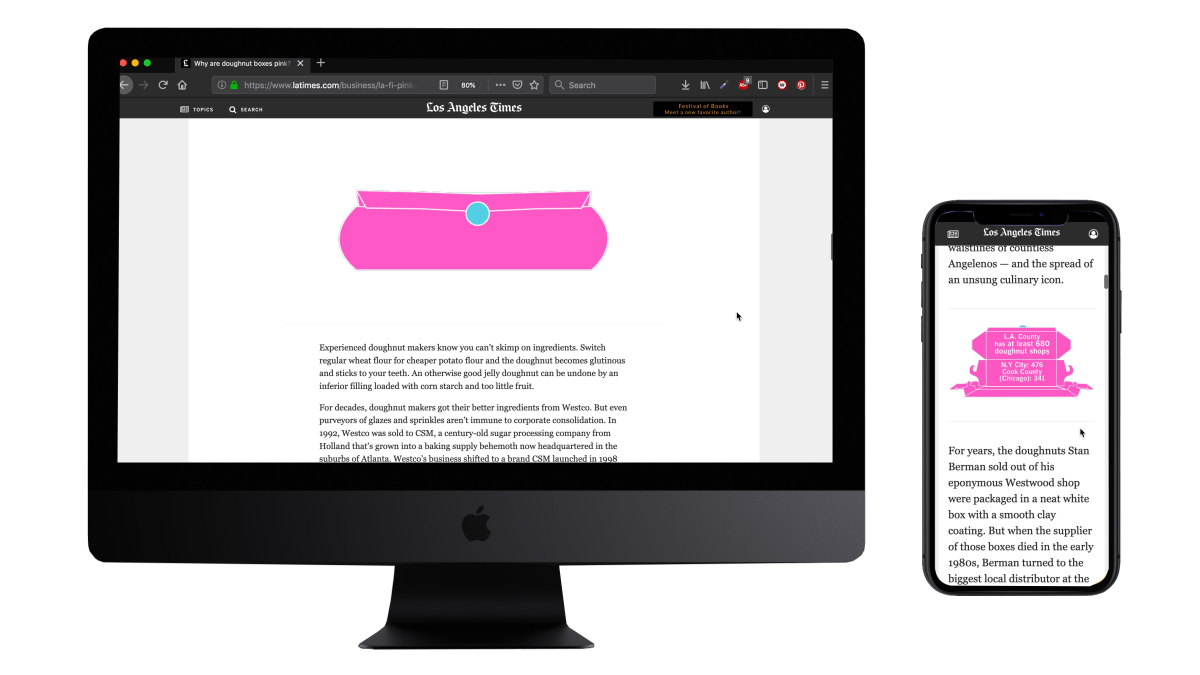 Why are doughnut boxes pink?
https://www.latimes.com/business/la-fi-pink
80%
Search
9
TOPICS
SEARCH
Los Angeles Times
Festival of Books
Meet a new favorite author!
Experienced doughnut makers know you can't skimp on ingredients. Switch
regular wheat flour for cheaper potato flour and the doughnut becomes glutinous
and sticks to your teeth. An otherwise good jelly doughnut can be undone by an
inferior filling loaded with corn starch and too little fruit.
For decades, doughnut makers got their better ingredients from Westco. But even
purveyors of glazes and sprinkles aren't immune to corporate consolidation. In
1992, Westco was sold to CSM, a century-old sugar processing company from
Holland that's grown into a baking supply behemoth now headquartered in the
suburbs of Atlanta. Westco's business shifted to a brand CSM launched in 1998
Los Angeles Times
waistlines of countless
Angelenos — and the spread of
an unsung culinary icon.
L.A. County
has at least 680
doughnut shops
N.Y City: 476
Cook County
(Chicago): 341
For years, the doughnuts Stan
Berman sold out of his
eponymous Westwood shop
were packaged in a neat white
box with a smooth clay
coating. But when the supplier
of those boxes died in the early
1980s, Berman turned to the
biggest local distributor at the